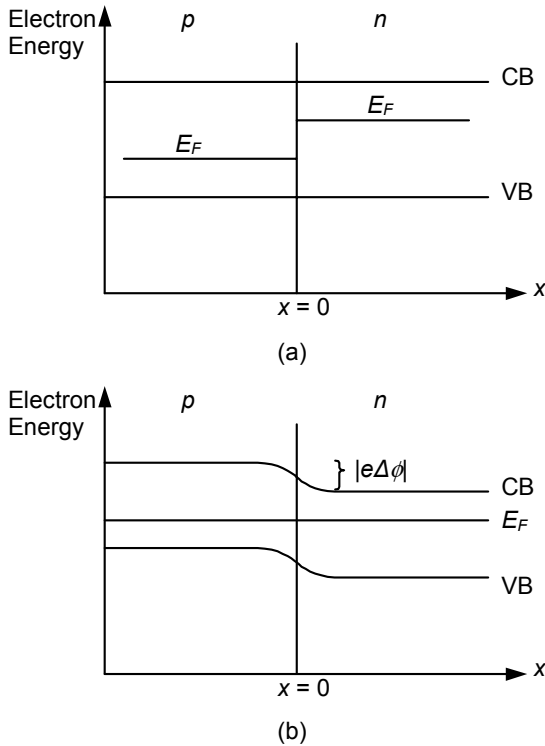 Electron
Energy
p
n
CB
E_F
E_F
VB
x
x = 0
(a)
Electron
Energy
p
n
|eΔϕ|
CB
E_F
VB
x
x = 0
(b)